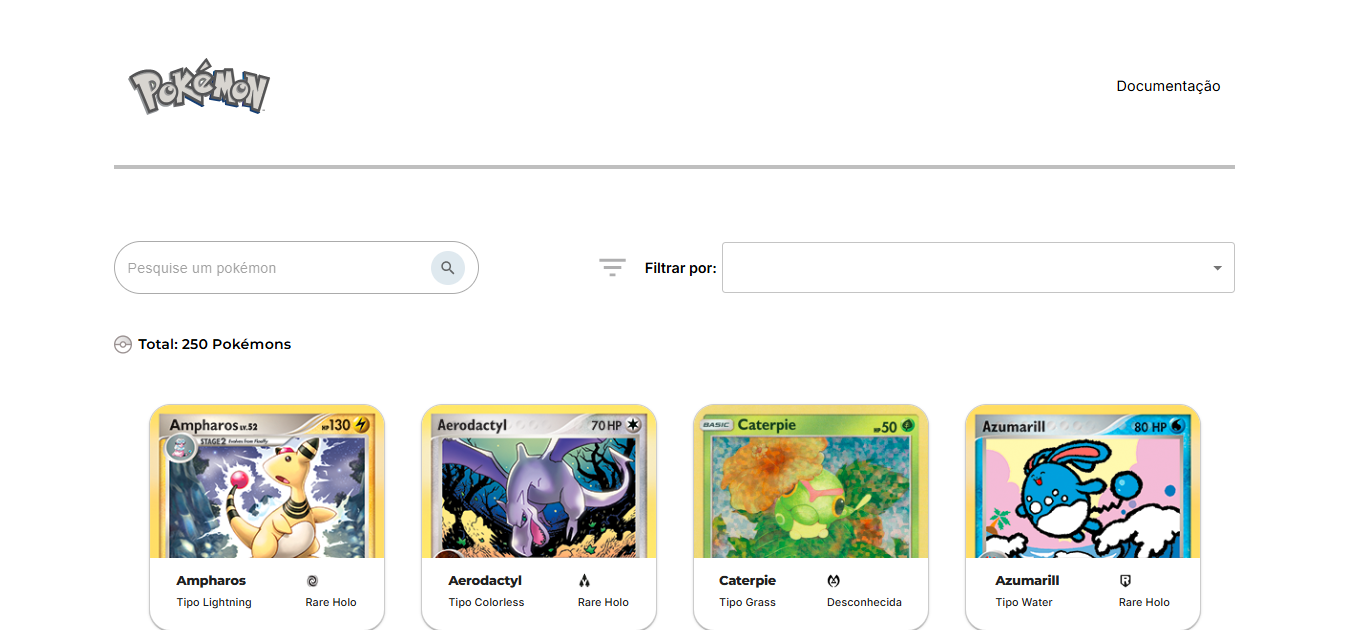 POKéMON
Documentação
Pesquise um pokémon
Filtrar por:
Total: 250 Pokémons
Ampharos LV.52 HP130
STAGE2 Evolves from Flaaffy
Aerodactyl 70 HP
BASIC Caterpie HP50
Azumarill 80 HP
Ampharos
Tipo Lightning Rare Holo
Aerodactyl
Tipo Colorless Rare Holo
Caterpie
Tipo Grass Desconhecida
Azumarill
Tipo Water Rare Holo